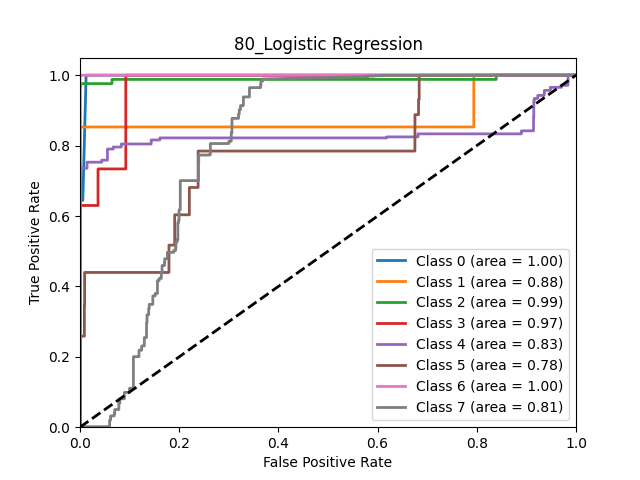 80_Logistic Regression
1.0
0.8
0.6
0.4
0.2
0.0
True Positive Rate
Class 0 (area = 1.00)
Class 1 (area = 0.88)
Class 2 (area = 0.99)
Class 3 (area = 0.97)
Class 4 (area = 0.83)
Class 5 (area = 0.78)
Class 6 (area = 1.00)
Class 7 (area = 0.81)
0.0 0.2 0.4 0.6 0.8 1.0
False Positive Rate